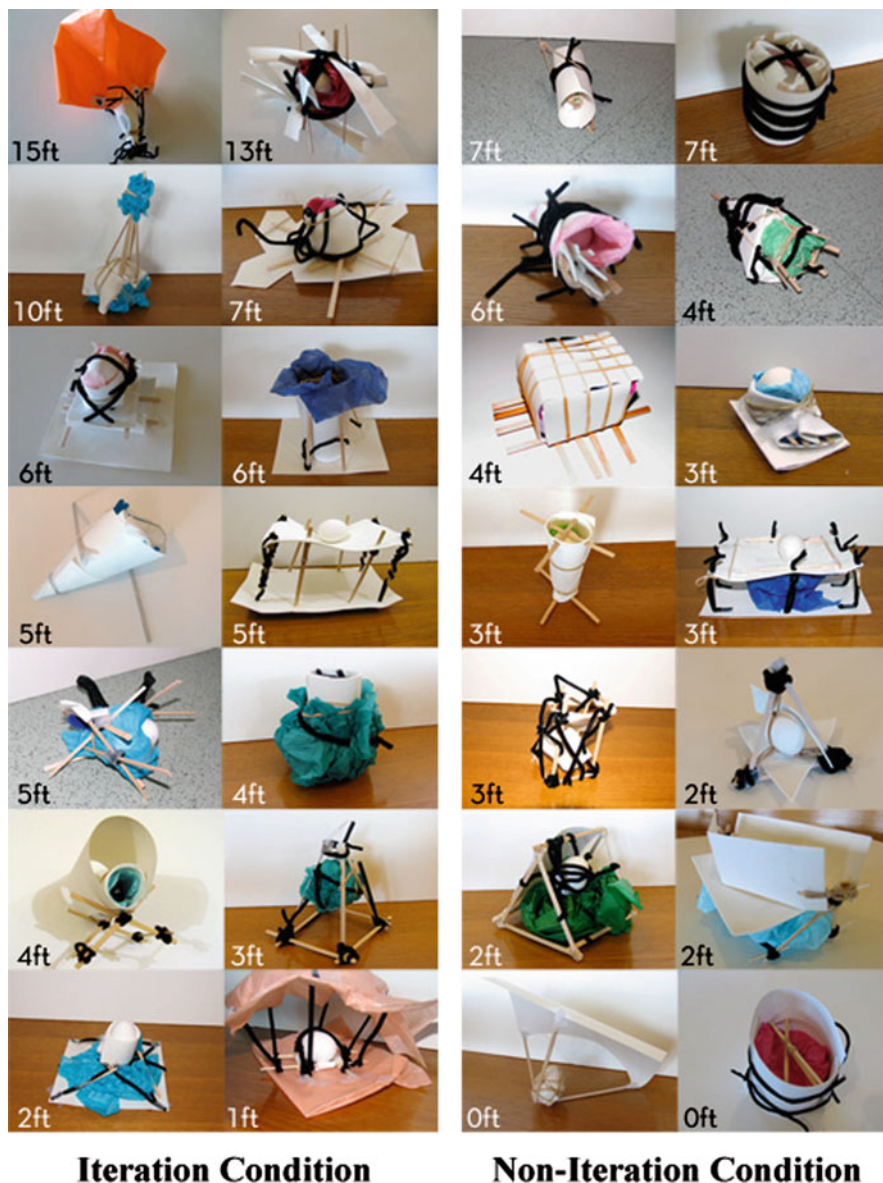 15ft 13ft 7ft 7ft
10ft 7ft 6ft 4ft
6ft 6ft 4ft 3ft
5ft 5ft 3ft 3ft
5ft 4ft 3ft 2ft
4ft 3ft 2ft 2ft
2ft 1ft 0ft 0ft
Iteration Condition Non-Iteration Condition